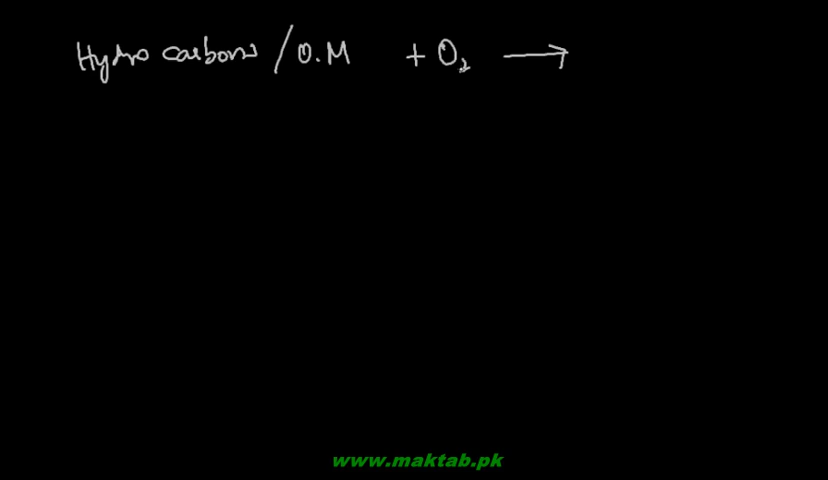 Hydro carbons / O.M + O₂ ⟶
www.maktab.pk